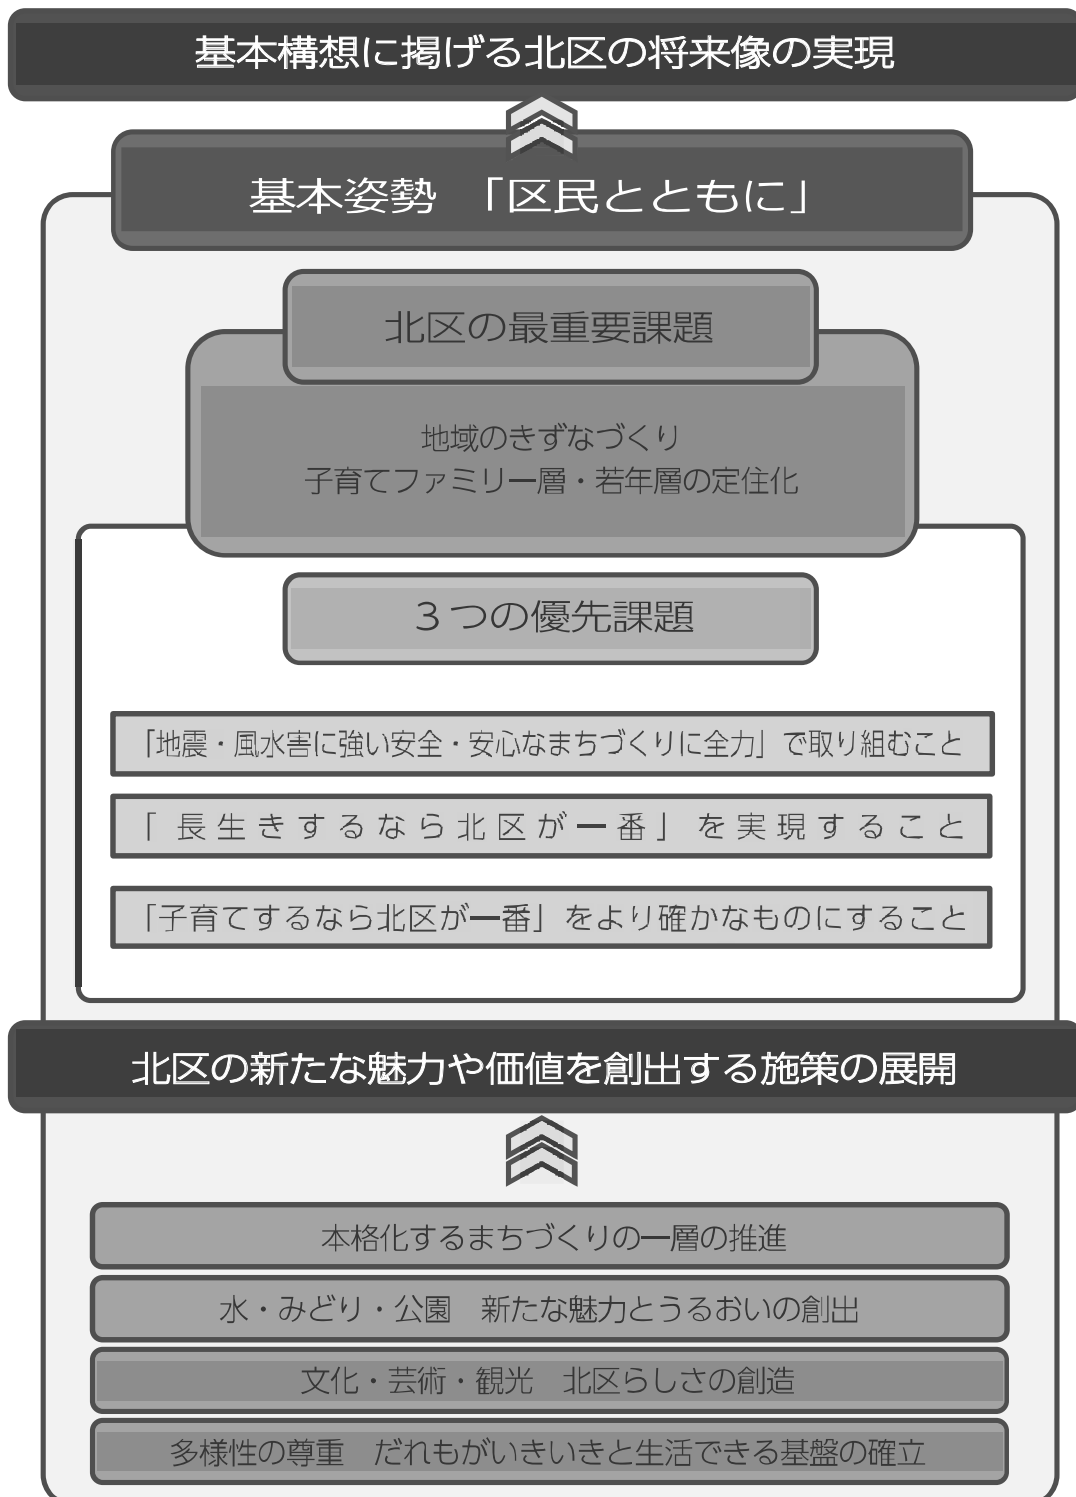 基本構想に掲げる北区の将来像の実現
基本姿勢　「区民とともに」
北区の最重要課題
地域のきずなづくり
子育てファミリー層・若年層の定住化
３つの優先課題
「地震・風水害に強い安全・安心なまちづくりに全力」で取り組むこと
「長生きするなら北区が一番」を実現すること
「子育てするなら北区が一番」をより確かなものにすること
北区の新たな魅力や価値を創出する施策の展開
本格化するまちづくりの一層の推進
水・みどり・公園　新たな魅力とうるおいの創出
文化・芸術・観光　北区らしさの創造
多様性の尊重　だれもがいきいきと生活できる基盤の確立